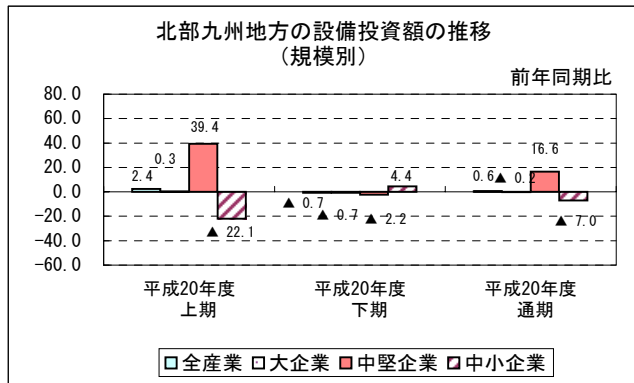 北部九州地方の設備投資額の推移
(規模別)
前年同期比
80.0
60.0
40.0
20.0
0.0
-20.0
-40.0
-60.0
2.4
0.3
39.4
▲ 22.1
▲ 0.7
▲ 0.7
▲ 2.2
4.4
0.6
▲ 0.2
16.6
▲ 7.0
平成20年度
上期
平成20年度
下期
平成20年度
通期
全産業 大企業 中堅企業 中小企業